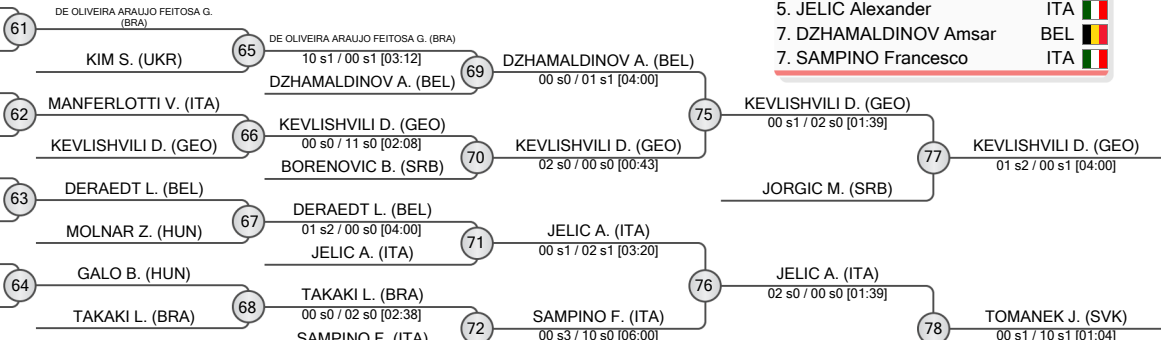 DE OLIVEIRA ARAUJO FEITOSA G.
(BRA)
61
KIM S. (UKR)
65
DE OLIVEIRA ARAUJO FEITOSA G. (BRA)
10 s1 / 00 s1 [03:12]
DZHAMALDINOV A. (BEL)
69
DZHAMALDINOV A. (BEL)
00 s0 / 01 s1 [04:00]
5. JELIC Alexander ITA
7. DZHAMALDINOV Amsar BEL
7. SAMPINO Francesco ITA
62
MANFERLOTTI V. (ITA)
KEVLISHVILI D. (GEO)
66
KEVLISHVILI D. (GEO)
00 s0 / 11 s0 [02:08]
BORENOVIC B. (SRB)
70
KEVLISHVILI D. (GEO)
02 s0 / 00 s0 [00:43]
75
KEVLISHVILI D. (GEO)
00 s1 / 02 s0 [01:39]
JORGIC M. (SRB)
77
KEVLISHVILI D. (GEO)
01 s2 / 00 s1 [04:00]
63
DERAEDT L. (BEL)
MOLNAR Z. (HUN)
67
DERAEDT L. (BEL)
01 s2 / 00 s0 [04:00]
JELIC A. (ITA)
71
JELIC A. (ITA)
00 s1 / 02 s1 [03:20]
64
GALO B. (HUN)
TAKAKI L. (BRA)
68
TAKAKI L. (BRA)
00 s0 / 02 s0 [02:38]
SAMPINO F. (ITA)
72
SAMPINO F. (ITA)
00 s3 / 10 s0 [06:00]
76
JELIC A. (ITA)
02 s0 / 00 s0 [01:39]
78
TOMANEK J. (SVK)
00 s1 / 10 s1 [01:04]